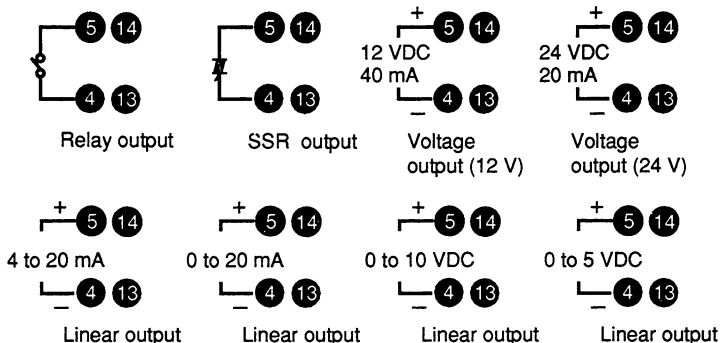 5 14
4 13
Relay output
5 14
4 13
SSR output
+
5 14
12 VDC
40 mA
4 13
–
Voltage
output (12 V)
+
5 14
24 VDC
20 mA
4 13
–
Voltage
output (24 V)
+
5 14
4 to 20 mA
4 13
–
Linear output
+
5 14
0 to 20 mA
4 13
–
Linear output
+
5 14
0 to 10 VDC
4 13
–
Linear output
+
5 14
0 to 5 VDC
4 13
–
Linear output